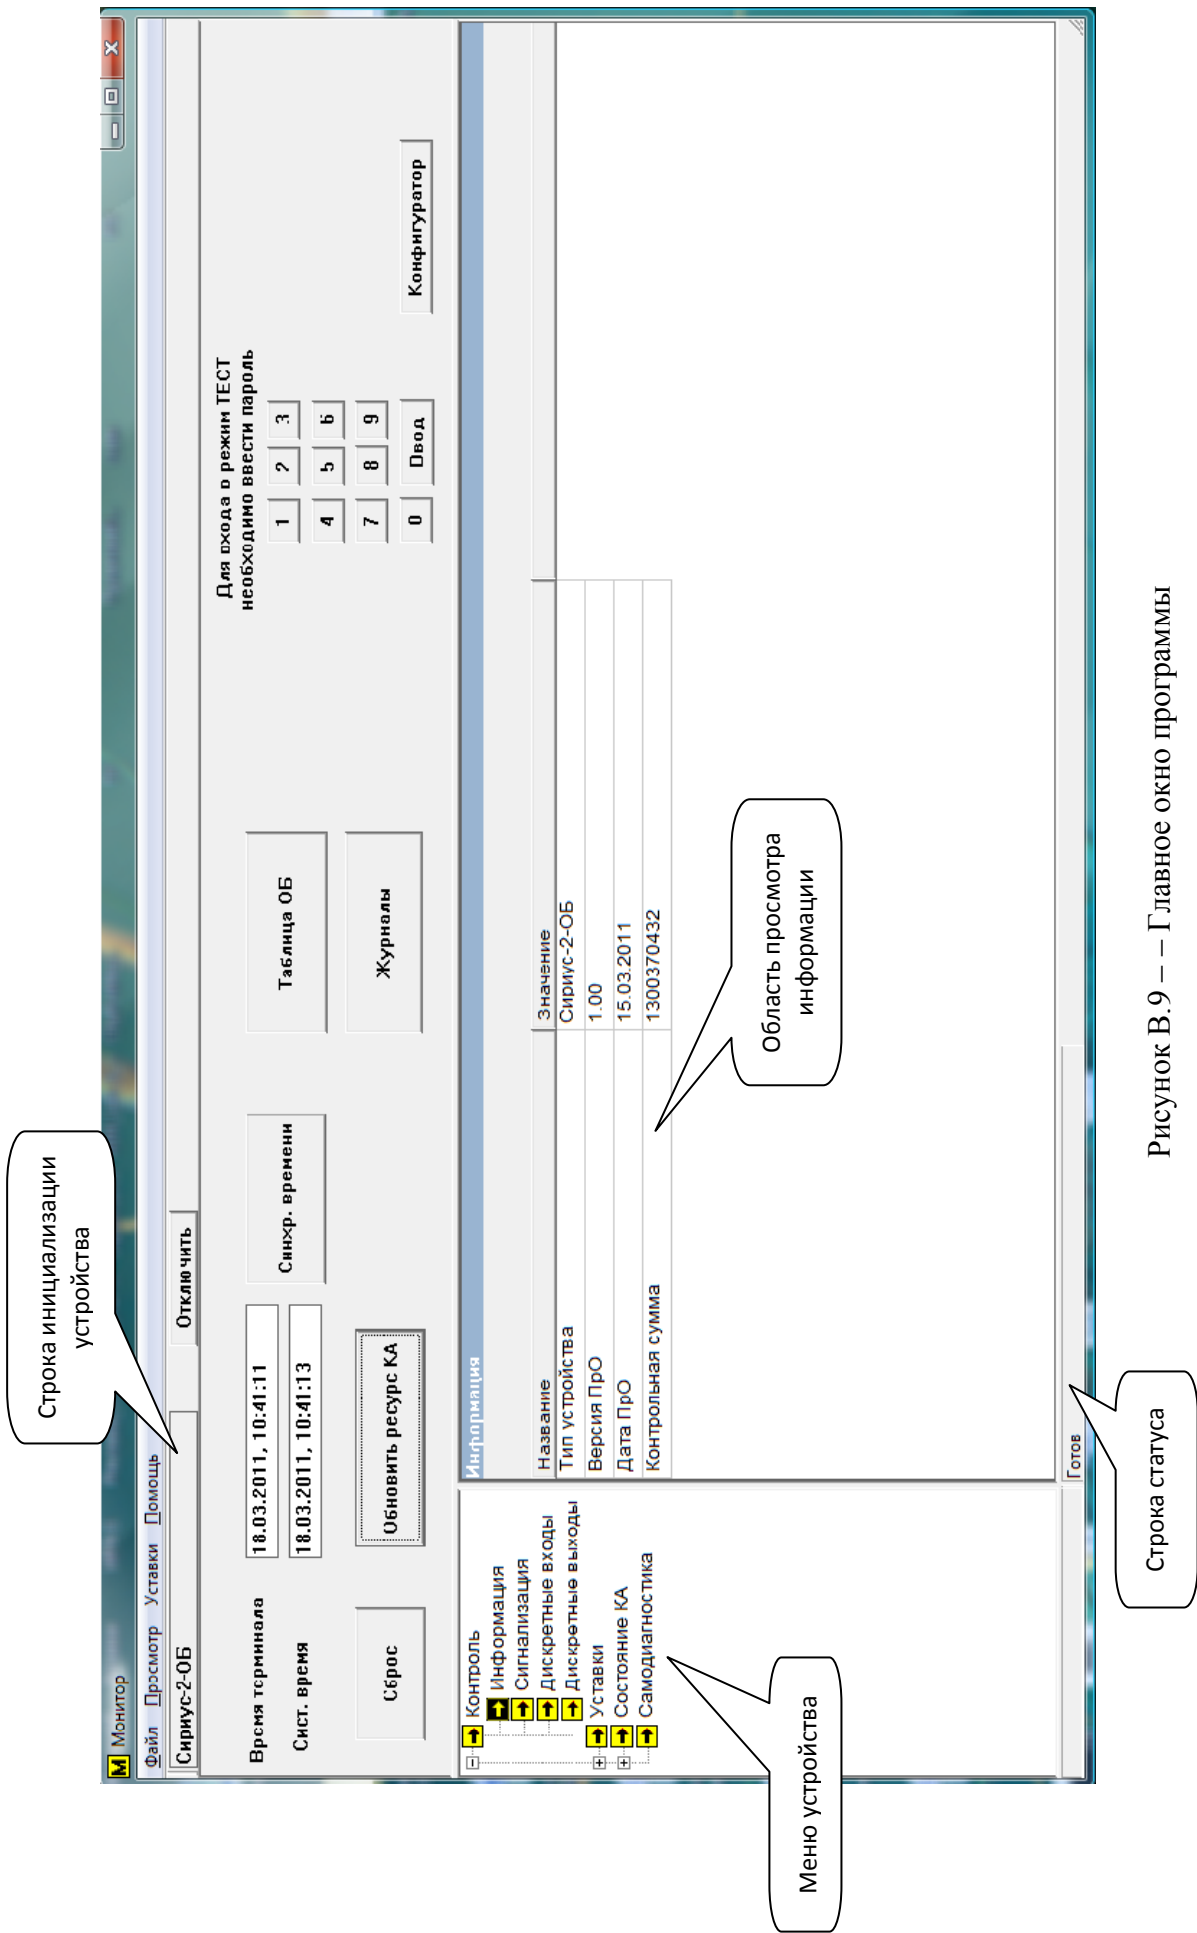 Строка инициализации
устройства
Монитор
Файл Просмотр Уставки Помощь
Сириус-2-ОБ Отключить
Время терминала 18.03.2011, 10:41:11 Синхр. времени Таблица ОБ
Сист. время 18.03.2011, 10:41:13
Для входа в режим ТЕСТ
необходимо ввести пароль
1 2 3
4 5 6
7 8 9
0 Ввод
Сброс Обновить ресурс КА Журналы Конфигуратор
Контроль
Информация
Сигнализация
Дискретные входы
Дискретные выходы
Уставки
Состояние КА
Самодиагностика
Информация
Название Значение
Тип устройства Сириус-2-ОБ
Версия ПрО 1.00
Дата ПрО 15.03.2011
Контрольная сумма 1300370432
Область просмотра
информации
Готов
Меню устройства
Строка статуса
Рисунок В.9 – – Главное окно программы